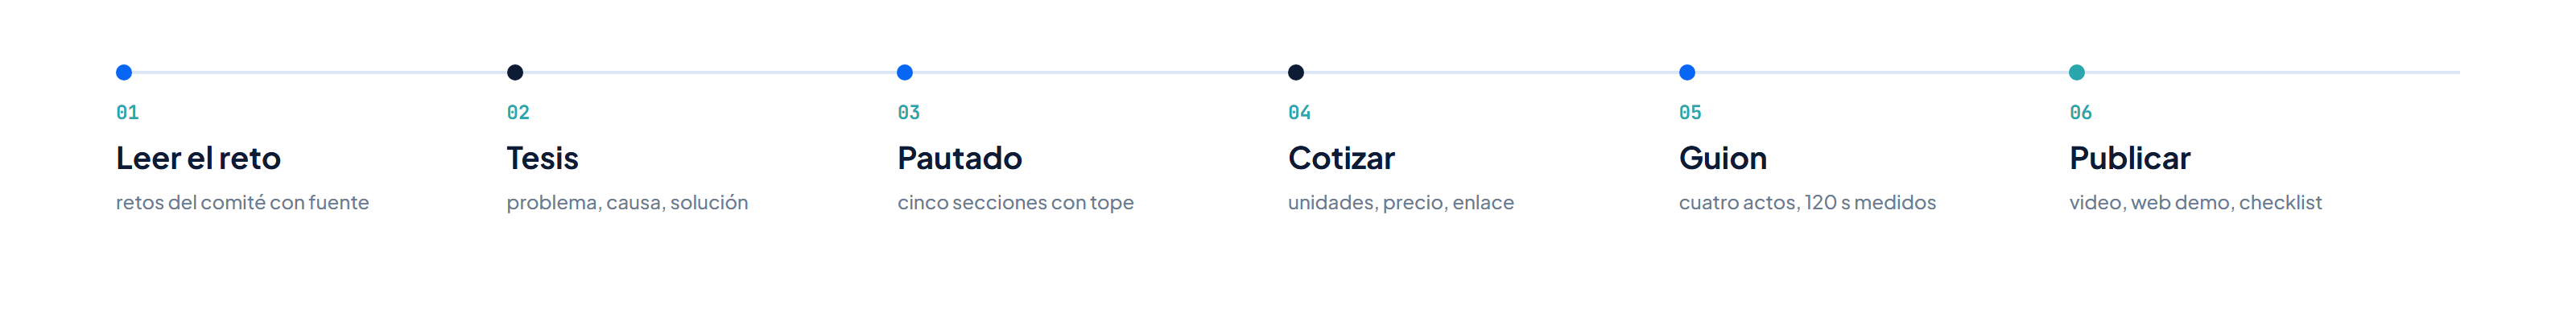 01
Leer el reto
retos del comité con fuente
02
Tesis
problema, causa, solución
03
Pautado
cinco secciones con tope
04
Cotizar
unidades, precio, enlace
05
Guion
cuatro actos, 120 s medidos
06
Publicar
video, web demo, checklist